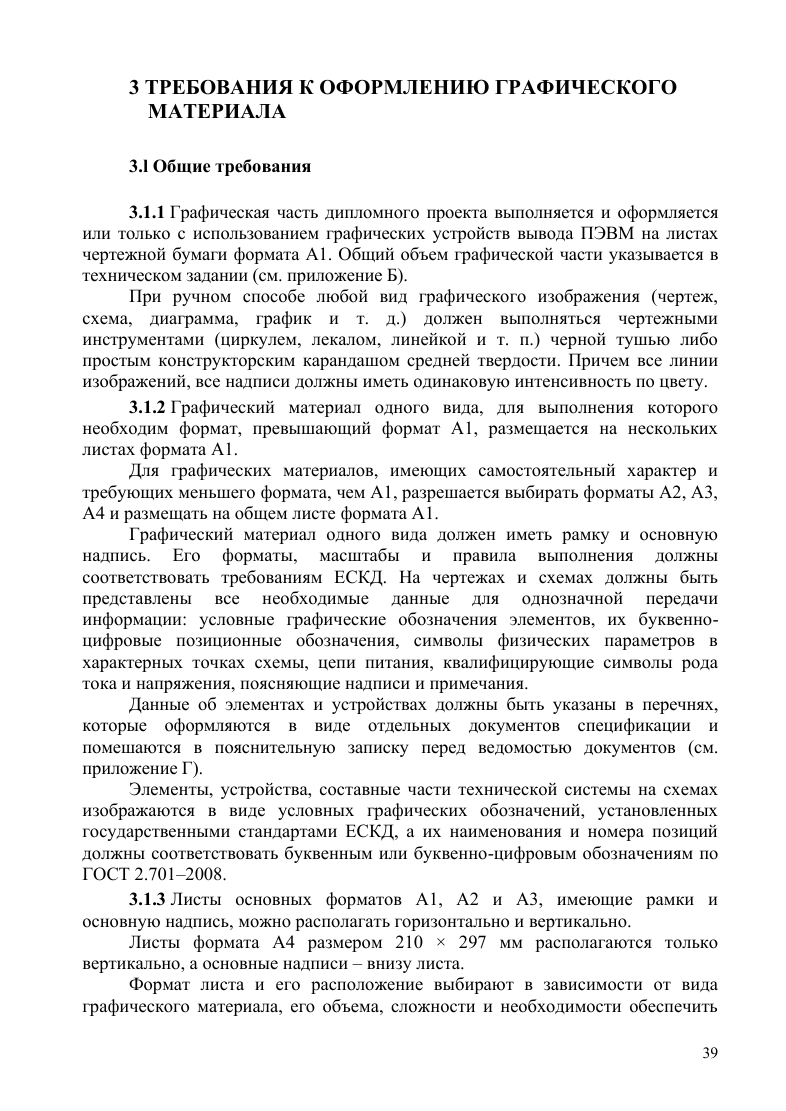 3 ТРЕБОВАНИЯ К ОФОРМЛЕНИЮ ГРАФИЧЕСКОГО
МАТЕРИАЛА
3.l Общие требования
3.1.1 Графическая часть дипломного проекта выполняется и оформляется
или только с использованием графических устройств вывода ПЭВМ на листах
чертежной бумаги формата А1. Общий объем графической части указывается в
техническом задании (см. приложение Б).
При ручном способе любой вид графического изображения (чертеж,
схема, диаграмма, график и т. д.) должен выполняться чертежными
инструментами (циркулем, лекалом, линейкой и т. п.) черной тушью либо
простым конструкторским карандашом средней твердости. Причем все линии
изображений, все надписи должны иметь одинаковую интенсивность по цвету.
3.1.2 Графический материал одного вида, для выполнения которого
необходим формат, превышающий формат А1, размещается на нескольких
листах формата А1.
Для графических материалов, имеющих самостоятельный характер и
требующих меньшего формата, чем А1, разрешается выбирать форматы А2, А3,
А4 и размещать на общем листе формата А1.
Графический материал одного вида должен иметь рамку и основную
надпись. Его форматы, масштабы и правила выполнения должны
соответствовать требованиям ЕСКД. На чертежах и схемах должны быть
представлены все необходимые данные для однозначной передачи
информации: условные графические обозначения элементов, их буквенно-
цифровые позиционные обозначения, символы физических параметров в
характерных точках схемы, цепи питания, квалифицирующие символы рода
тока и напряжения, поясняющие надписи и примечания.
Данные об элементах и устройствах должны быть указаны в перечнях,
которые оформляются в виде отдельных документов спецификации и
помешаются в пояснительную записку перед ведомостью документов (см.
приложение Г).
Элементы, устройства, составные части технической системы на схемах
изображаются в виде условных графических обозначений, установленных
государственными стандартами ЕСКД, а их наименования и номера позиций
должны соответствовать буквенным или буквенно-цифровым обозначениям по
ГОСТ 2.701–2008.
3.1.3 Листы основных форматов А1, А2 и А3, имеющие рамки и
основную надпись, можно располагать горизонтально и вертикально.
Листы формата А4 размером 210 × 297 мм располагаются только
вертикально, а основные надписи – внизу листа.
Формат листа и его расположение выбирают в зависимости от вида
графического материала, его объема, сложности и необходимости обеспечить
39